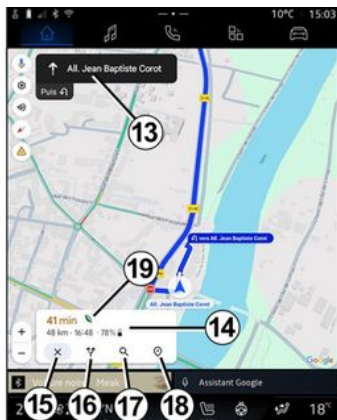 10°C 15:03
All. Jean Baptiste Corot
Puis
13
vers All. Jean Baptiste Corot
All. Jean Baptiste Corot
19
41 min
48 km · 16:48 · 78%
14
+
−
Google
15
16
17
18
Assistant Google
18°